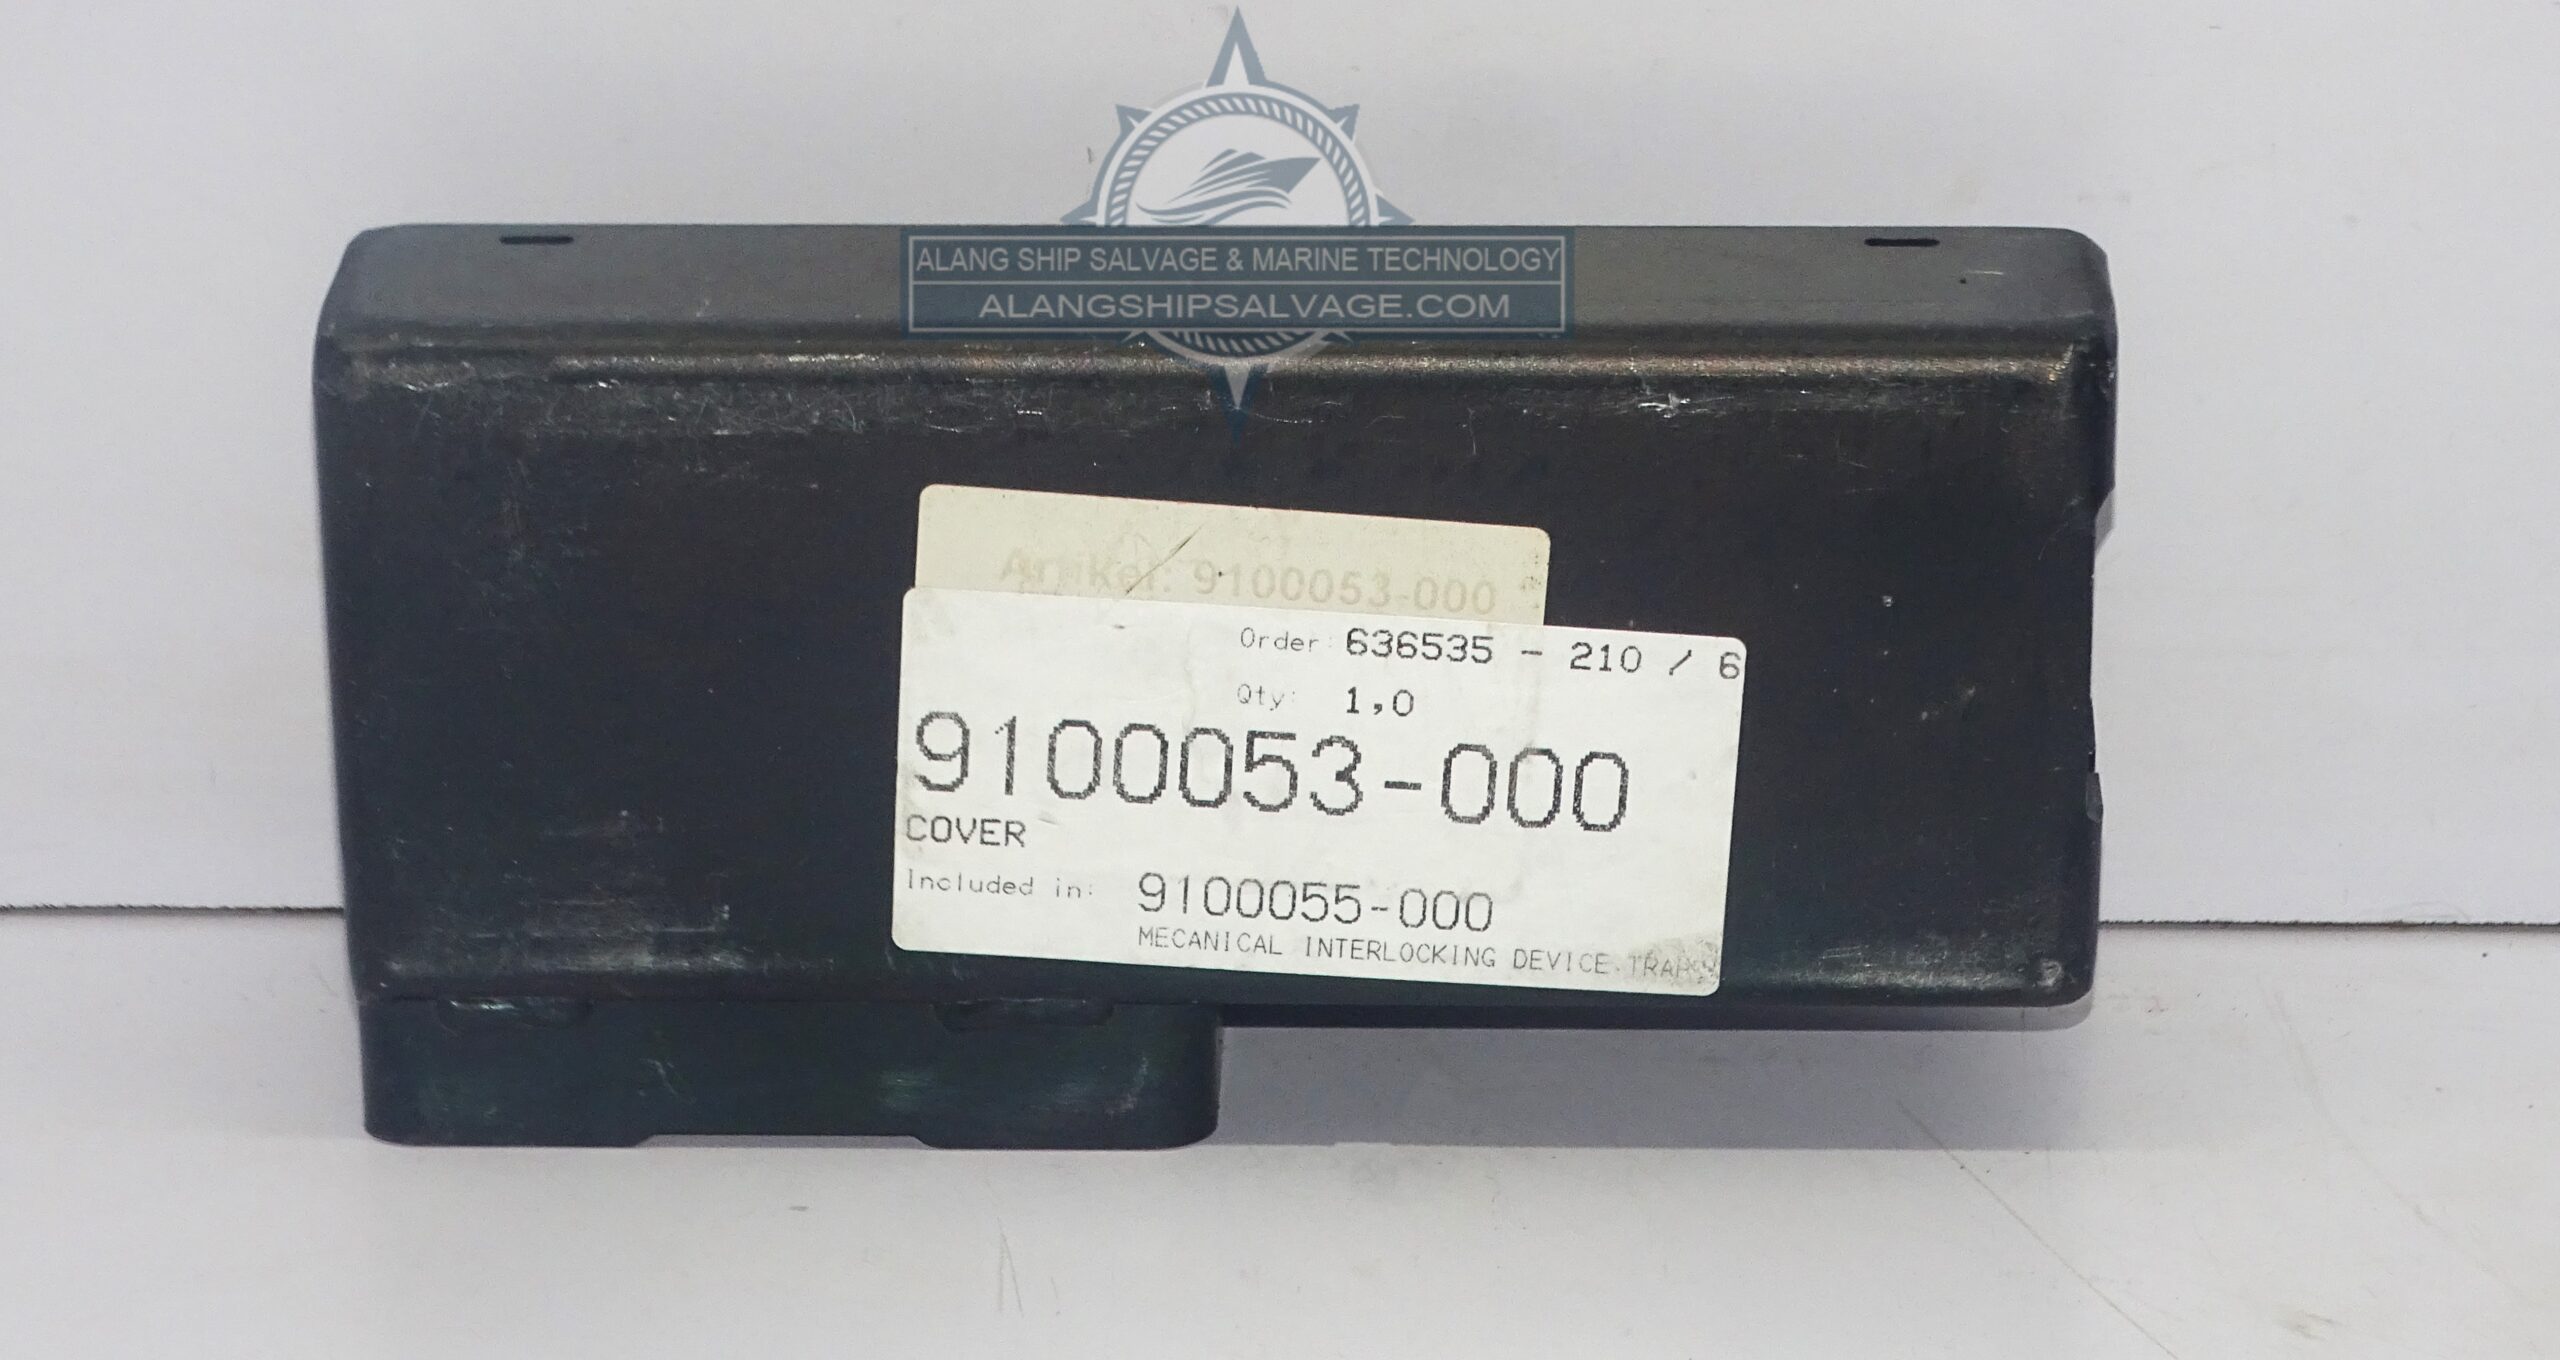 ALANG SHIP SALVAGE & MARINE TECHNOLOGY
ALANGSHIPSALVAGE.COM
Artikel: 9100053-000
Order: 636535 - 210 / 6
Qty: 1,0
9100053-000
COVER
Included in: 9100055-000
MECANICAL INTERLOCKING DEVICE